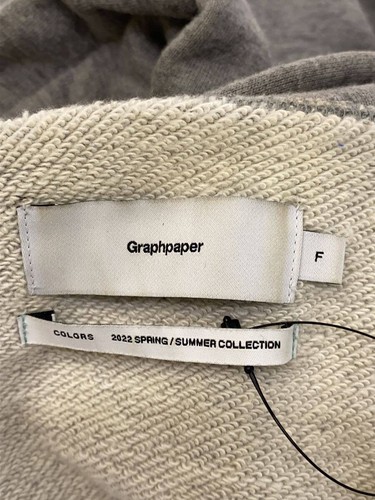 Graphpaper
F
COLORS 2022 SPRING / SUMMER COLLECTION